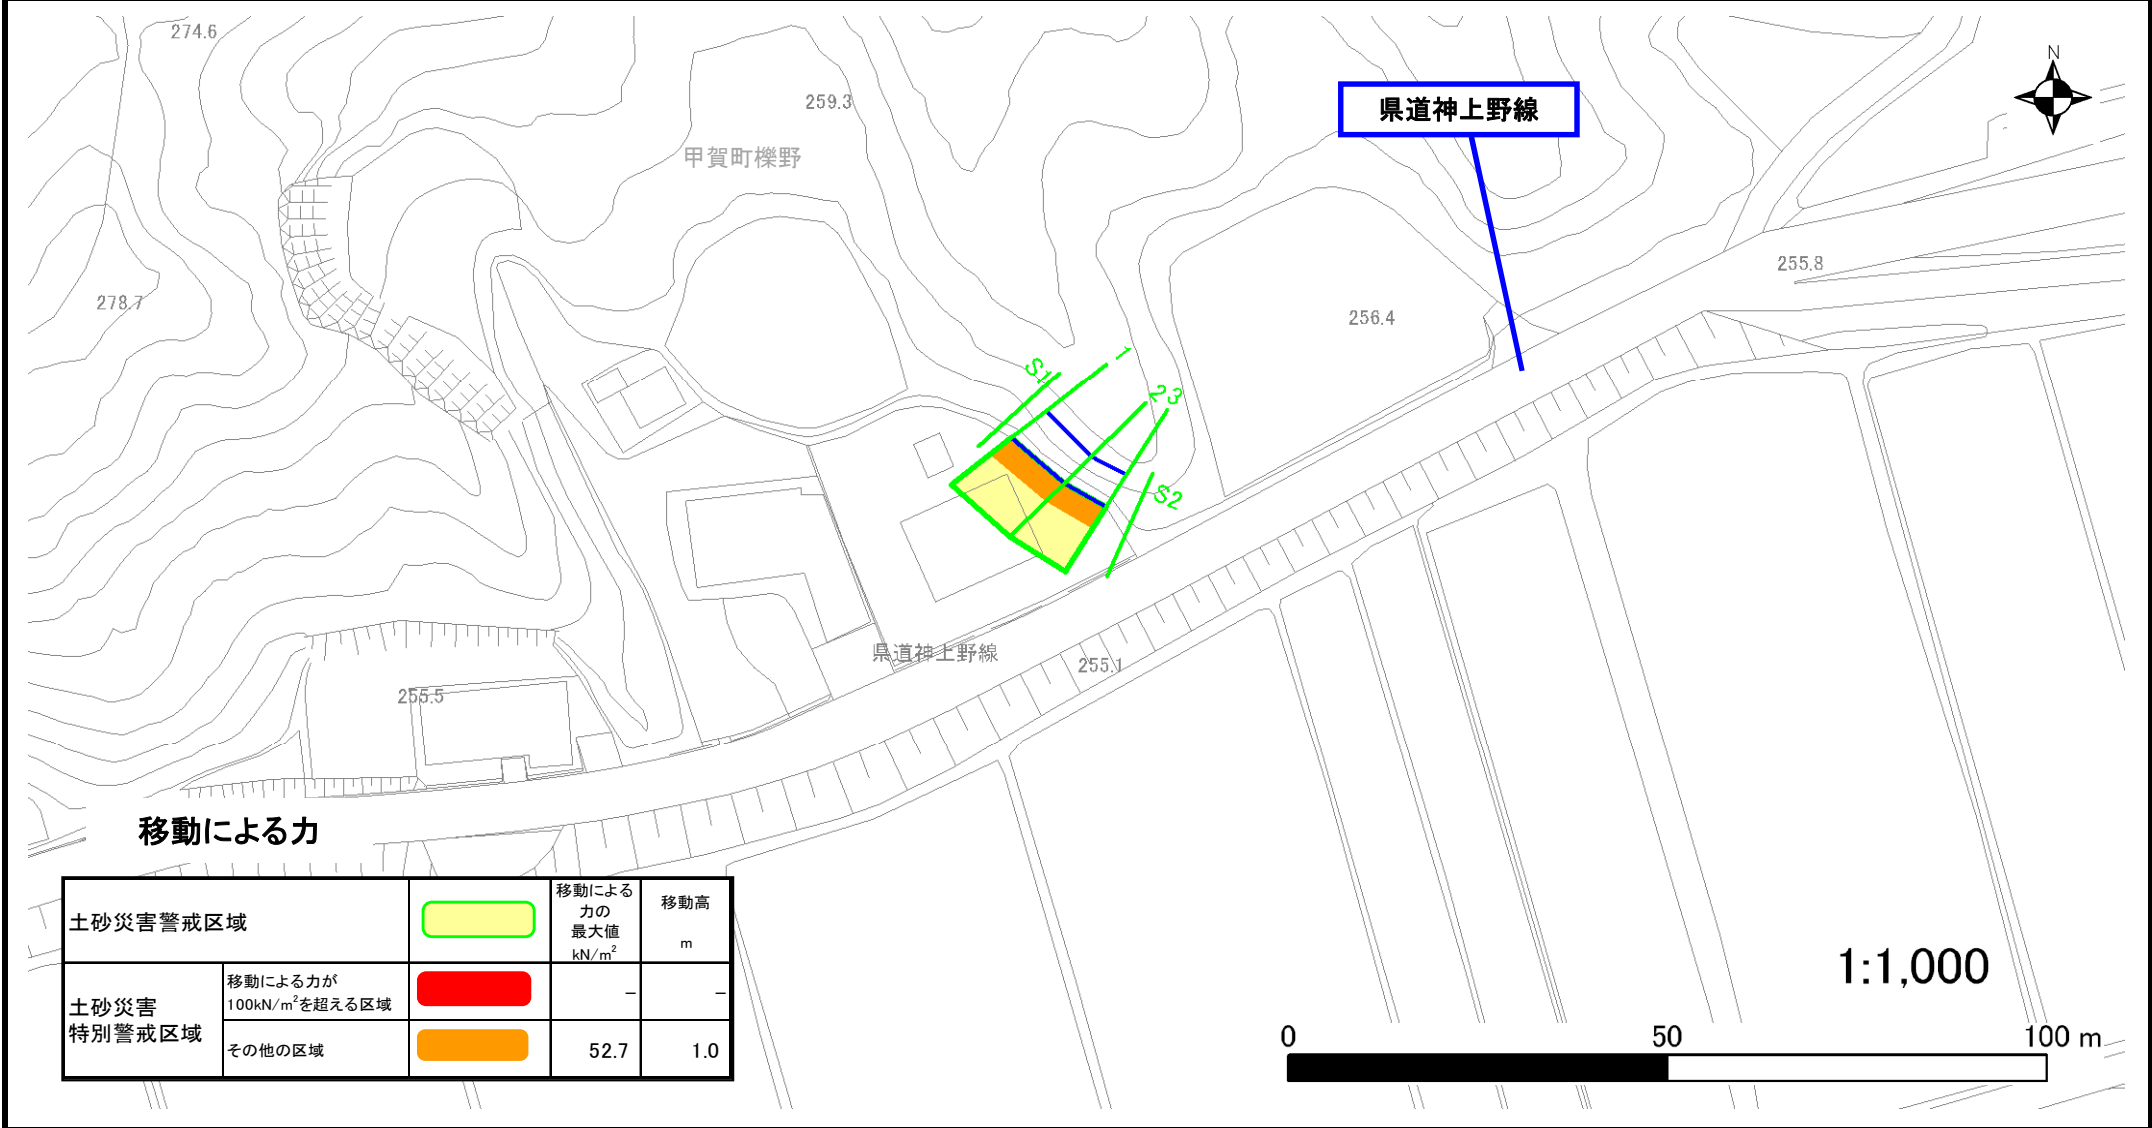 274.6
N
259.3
県道神上野線
甲賀町櫟野
255.8
278.7
256.4
S1
1
2
3
S2
県道神上野線
255.1
255.5
移動による力
土砂災害警戒区域
移動による
力の
最大値
kN/m²
移動高
m
土砂災害
特別警戒区域
移動による力が
100kN/m²を超える区域
–
–
その他の区域
52.7
1.0
1:1,000
0
50
100 m